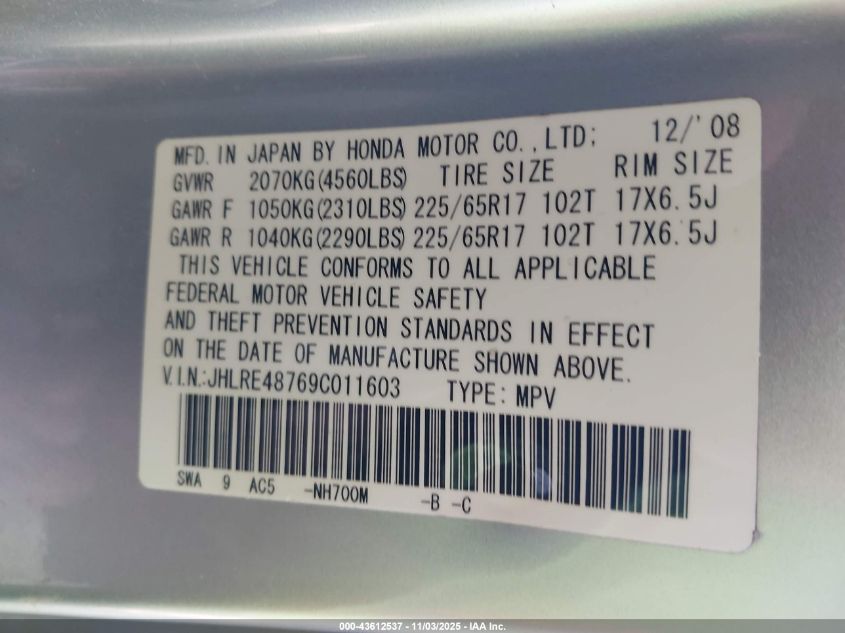 MFD. IN JAPAN BY HONDA MOTOR CO.,LTD; 12/'08
GVWR 2070KG(4560LBS) TIRE SIZE RIM SIZE
GAWR F 1050KG(2310LBS) 225/65R17 102T 17X6.5J
GAWR R 1040KG(2290LBS) 225/65R17 102T 17X6.5J
THIS VEHICLE CONFORMS TO ALL APPLICABLE
FEDERAL MOTOR VEHICLE SAFETY
AND THEFT PREVENTION STANDARDS IN EFFECT
ON THE DATE OF MANUFACTURE SHOWN ABOVE.
V.I.N.:JHLRE48769C011603 TYPE: MPV
SWA 9 AC5 -NH700M -B -C
000-43612537 - 11/03/2025 - IAA Inc.